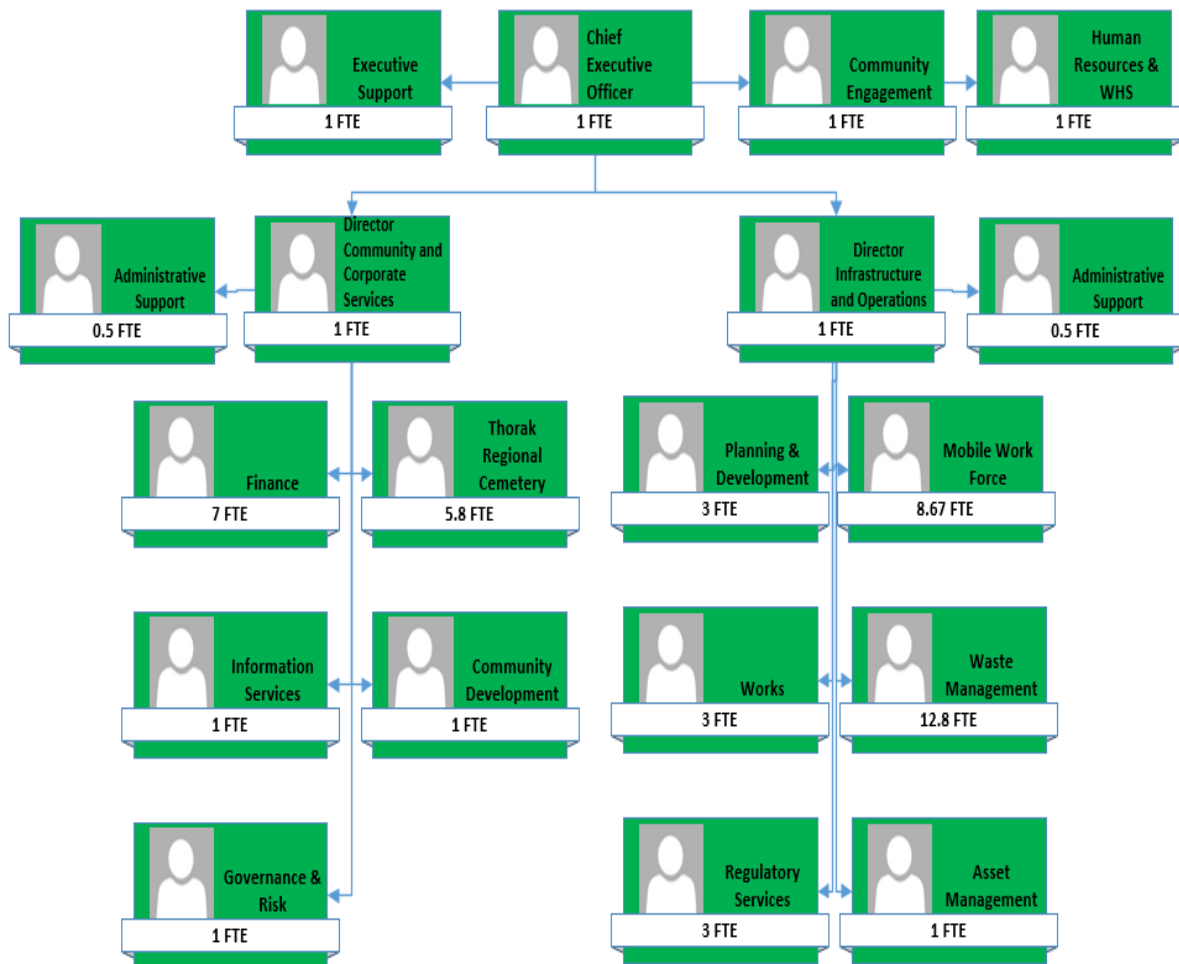 Executive
Support
1 FTE
Chief
Executive
Officer
1 FTE
Community
Engagement
1 FTE
Human
Resources &
WHS
1 FTE
Administrative
Support
0.5 FTE
Director
Community and
Corporate
Services
1 FTE
Director
Infrastructure
and Operations
1 FTE
Administrative
Support
0.5 FTE
Finance
7 FTE
Thorak
Regional
Cemetery
5.8 FTE
Planning &
Development
3 FTE
Mobile Work
Force
8.67 FTE
Information
Services
1 FTE
Community
Development
1 FTE
Works
3 FTE
Waste
Management
12.8 FTE
Governance &
Risk
1 FTE
Regulatory
Services
3 FTE
Asset
Management
1 FTE